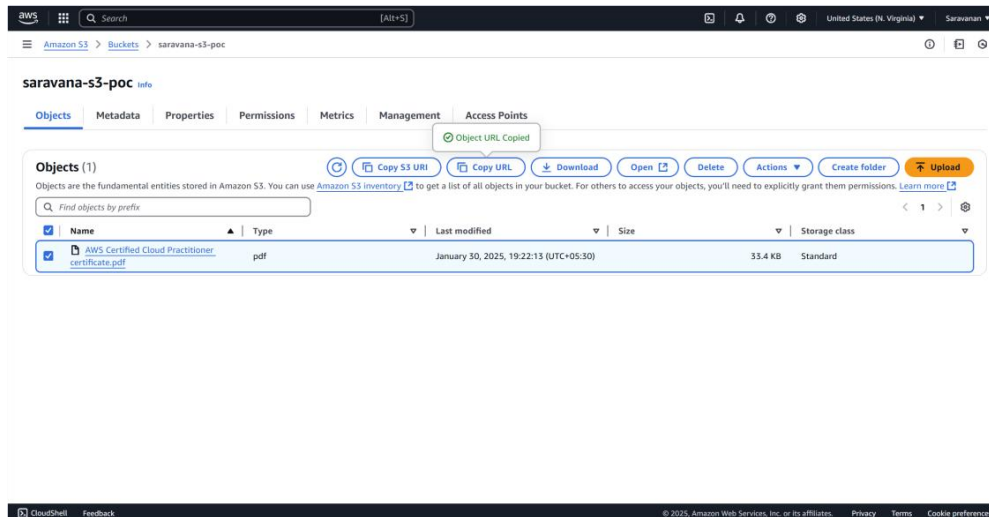 aws Search [Alt+S] United States (N. Virginia) Saravanan
Amazon S3 > Buckets > saravana-s3-poc
saravana-s3-poc Info
Objects Metadata Properties Permissions Metrics Management Access Points
Object URL Copied
Objects (1) Copy S3 URI Copy URL Download Open Delete Actions Create folder Upload
Objects are the fundamental entities stored in Amazon S3. You can use Amazon S3 inventory to get a list of all objects in your bucket. For others to access your objects, you'll need to explicitly grant them permissions. Learn more
Find objects by prefix < 1 >
Name Type Last modified Size Storage class
AWS Certified Cloud Practitioner
certificate.pdf pdf January 30, 2025, 19:22:13 (UTC+05:30) 33.4 KB Standard
CloudShell Feedback © 2025, Amazon Web Services, Inc. or its affiliates. Privacy Terms Cookie preference